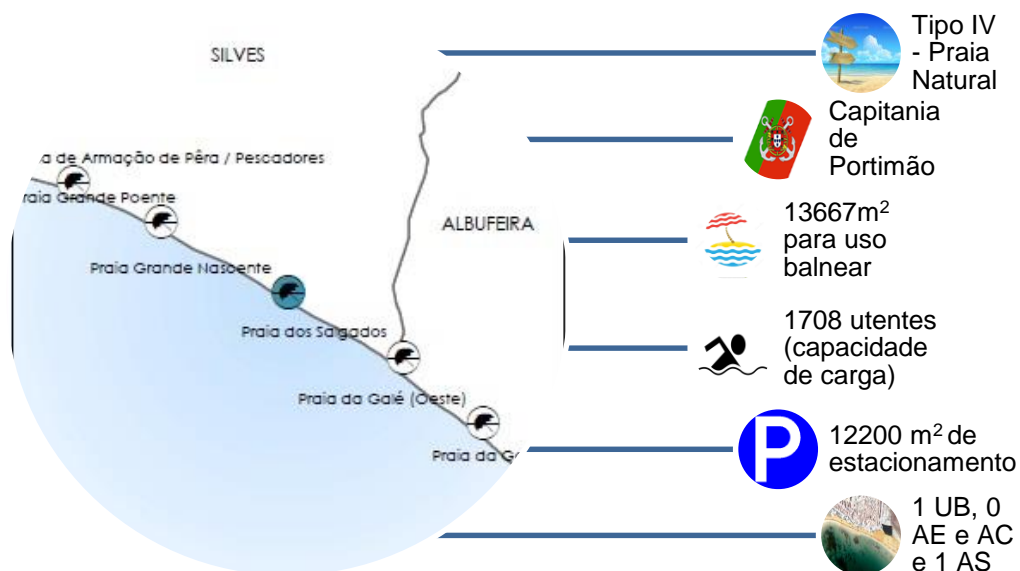 SILVES
a de Armação de Pêra / Pescadores
raia Grande Poente
ALBUFEIRA
Praia Grande Nascente
Praia dos Salgados
Praia da Galé (Oeste)
Praia da G
Tipo IV
- Praia
Natural
Capitania
de
Portimão
13667m²
para uso
balnear
1708 utentes
(capacidade
de carga)
P
12200 m² de
estacionamento
1 UB, 0
AE e AC
e 1 AS